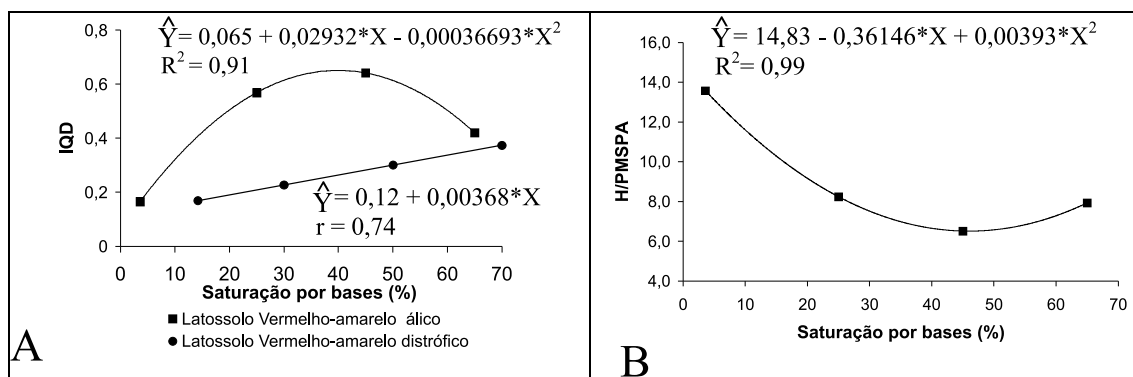 Ŷ = 0,065 + 0,02932*X - 0,00036693*X²
R² = 0,91
0,8
0,6
0,4
0,2
0
IQD
Ŷ = 0,12 + 0,00368*X
r = 0,74
0 10 20 30 40 50 60 70
Saturação por bases (%)
Latossolo Vermelho-amarelo álico
Latossolo Vermelho-amarelo distrófico
A
Ŷ = 14,83 - 0,36146*X + 0,00393*X²
R² = 0,99
16,0
14,0
12,0
10,0
8,0
6,0
4,0
H/PMSPA
0 10 20 30 40 50 60 70
Saturação por bases (%)
B